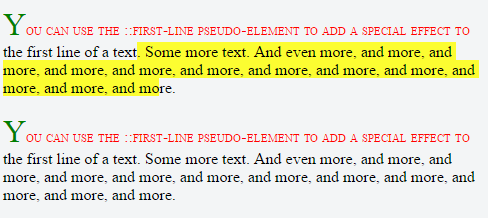 You can use the ::first-line pseudo-element to add a special effect to
the first line of a text. Some more text. And even more, and more, and
more, and more, and more, and more, and more, and more, and more, and
more, and more, and more.
You can use the ::first-line pseudo-element to add a special effect to
the first line of a text. Some more text. And even more, and more, and
more, and more, and more, and more, and more, and more, and more, and
more, and more, and more.